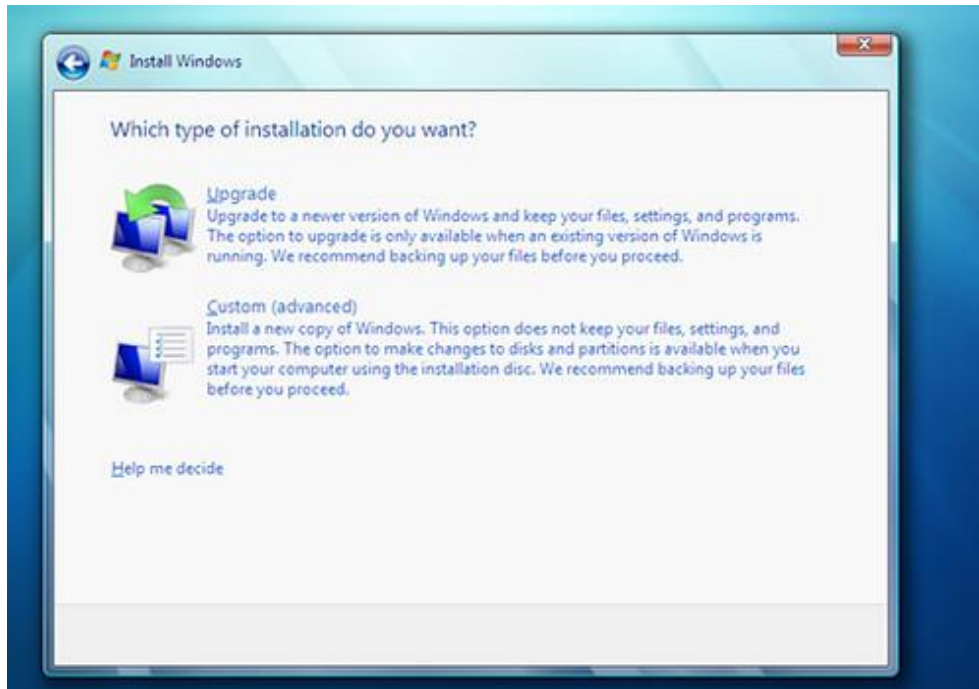 Install Windows
Which type of installation do you want?
Upgrade
Upgrade to a newer version of Windows and keep your files, settings, and programs.
The option to upgrade is only available when an existing version of Windows is
running. We recommend backing up your files before you proceed.
Custom (advanced)
Install a new copy of Windows. This option does not keep your files, settings, and
programs. The option to make changes to disks and partitions is available when you
start your computer using the installation disc. We recommend backing up your files
before you proceed.
Help me decide